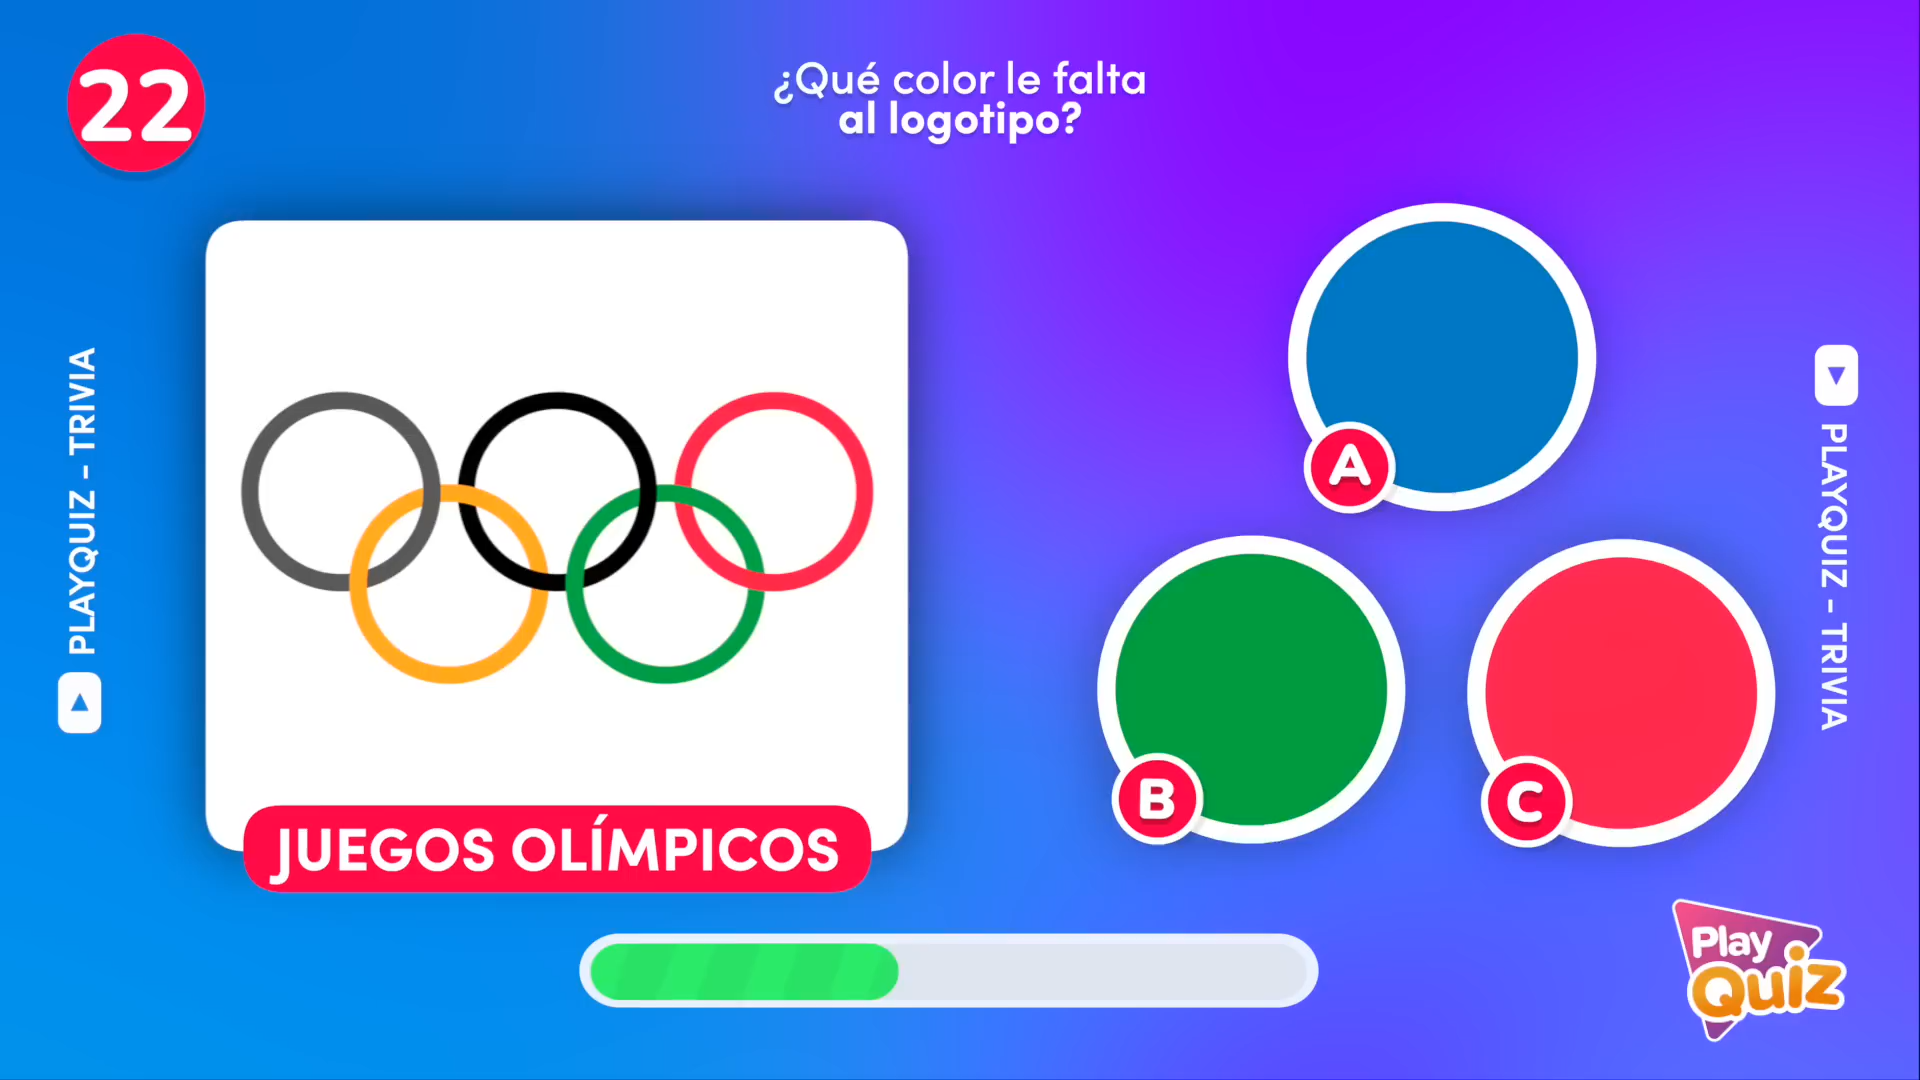 22
¿Qué color le falta
al logotipo?
PLAYQUIZ - TRIVIA
JUEGOS OLÍMPICOS
A
B
C
PLAYQUIZ - TRIVIA
Play
Quiz